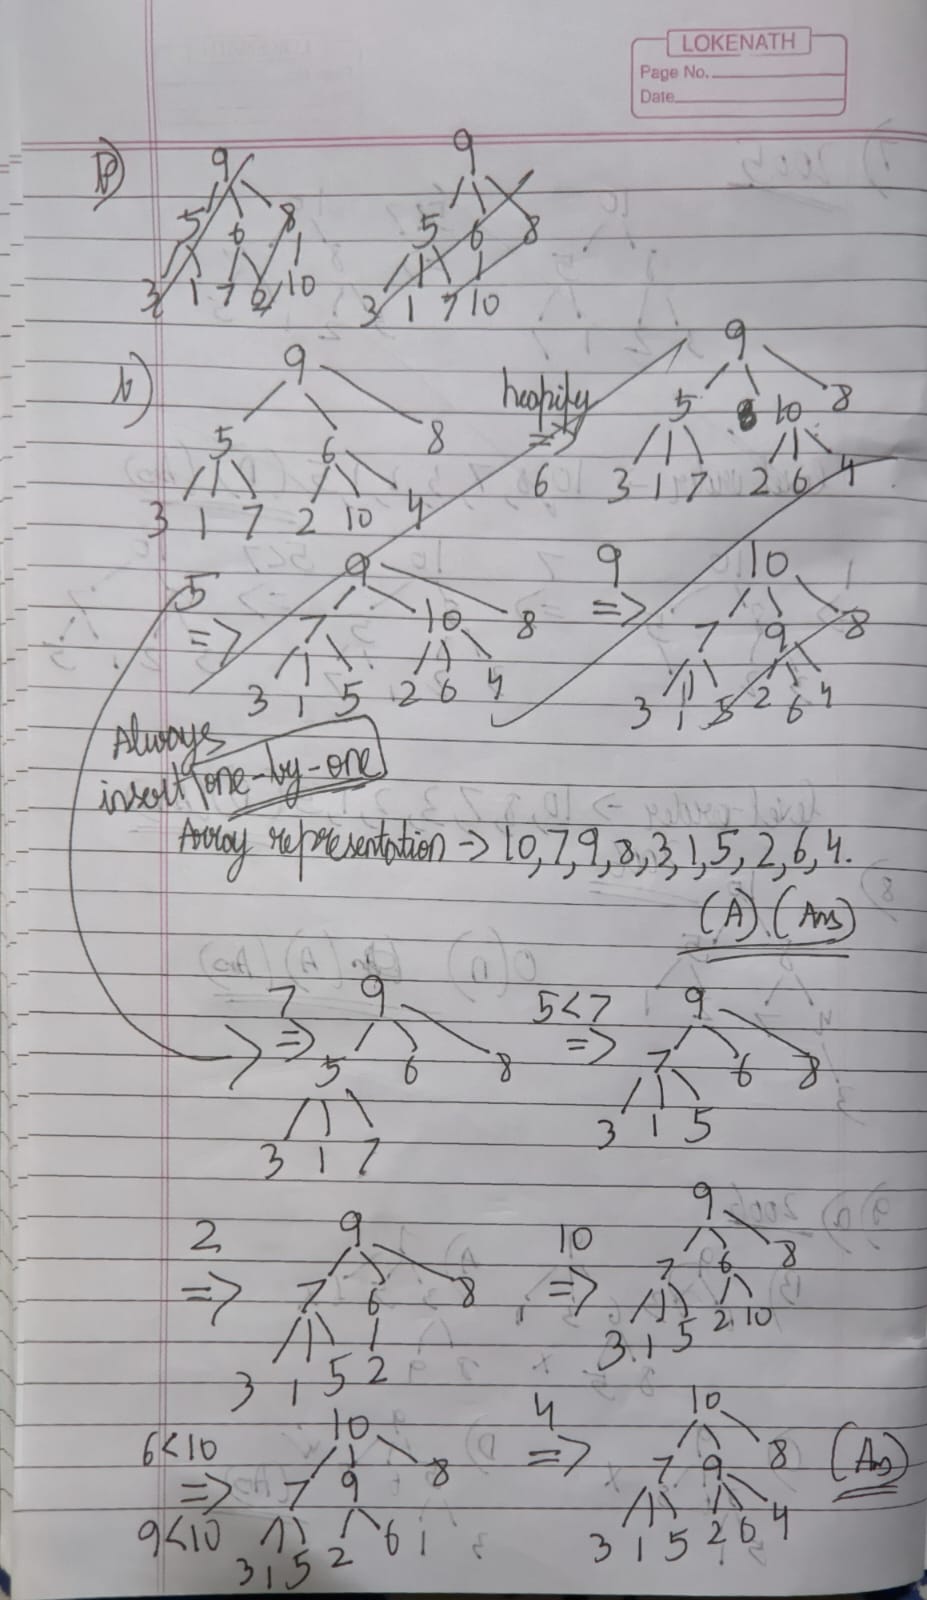 LOKENATH
Page No.
Date
b)
9
5 6 8
3 1 7 2 10
9
5 6 8
3 1 7 10
b)
9
5 6 8
3 1 7 2 10 4
heapify
=>
6
9
5 10 8
3 1 7 2 6 4
5
=>
9
7 10 8
3 1 5 2 6 4
9
=>
10
7 9 8
3 1 5 2 6 4
Always
insert one-by-one
Array representation -> 10,7,9,8,3,1,5,2,6,4.
(A) (Ans)
7
=>
9
5 6 8
3 1 7
5<7
=>
9
7 6 8
3 1 5
2
=>
9
7 6 8
3 1 5 2
10
=>
9
7 6 8
3 1 5 2 10
6<10
=>
9<10
10
7 9 8
3 1 5 2 6
4
=>
10
7 9 8
3 1 5 2 6 4
(Ans)